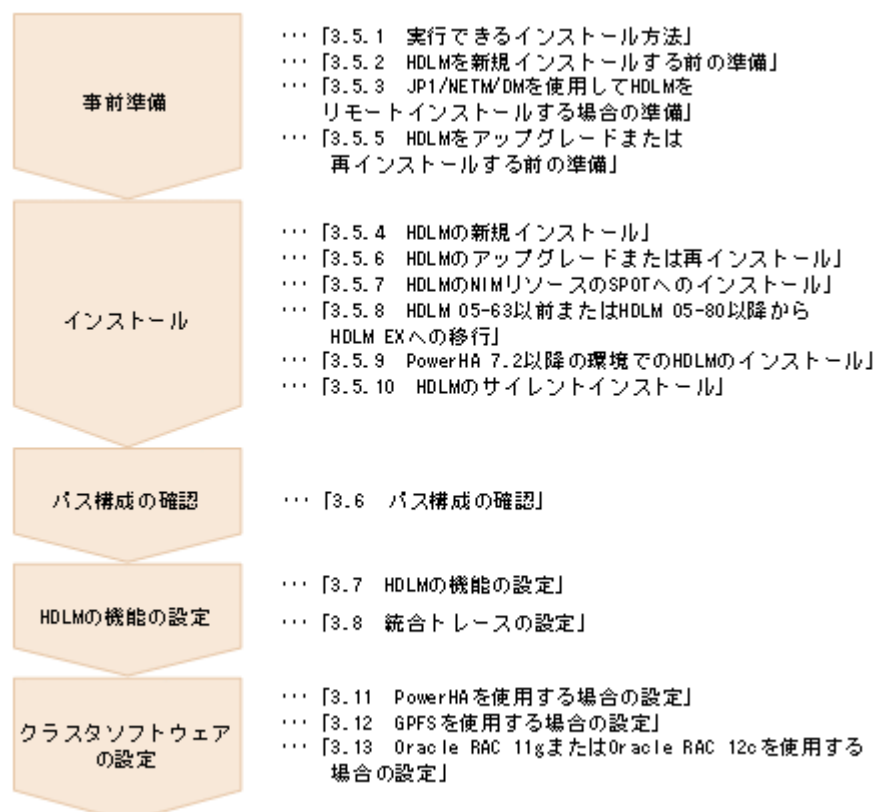 事前準備
… 「3.5.1 実行できるインストール方法」
… 「3.5.2 HDLMを新規インストールする前の準備」
… 「3.5.3 JP1/NETM/DMを使用してHDLMを
リモートインストールする場合の準備」
… 「3.5.5 HDLMをアップグレードまたは
再インストールする前の準備」
インストール
… 「3.5.4 HDLMの新規インストール」
… 「3.5.6 HDLMのアップグレードまたは再インストール」
… 「3.5.7 HDLMのNIMリソースのSPOTへのインストール」
… 「3.5.8 HDLM 05-63以前またはHDLM 05-80以降から
HDLM EXへの移行」
… 「3.5.9 PowerHA 7.2以降の環境でのHDLMのインストール」
… 「3.5.10 HDLMのサイレントインストール」
パス構成の確認
… 「3.6 パス構成の確認」
HDLMの機能の設定
… 「3.7 HDLMの機能の設定」
… 「3.8 統合トレースの設定」
クラスタソフトウェア
の設定
… 「3.11 PowerHAを使用する場合の設定」
… 「3.12 GPFSを使用する場合の設定」
… 「3.13 Oracle RAC 11gまたはOracle RAC 12cを使用する
場合の設定」